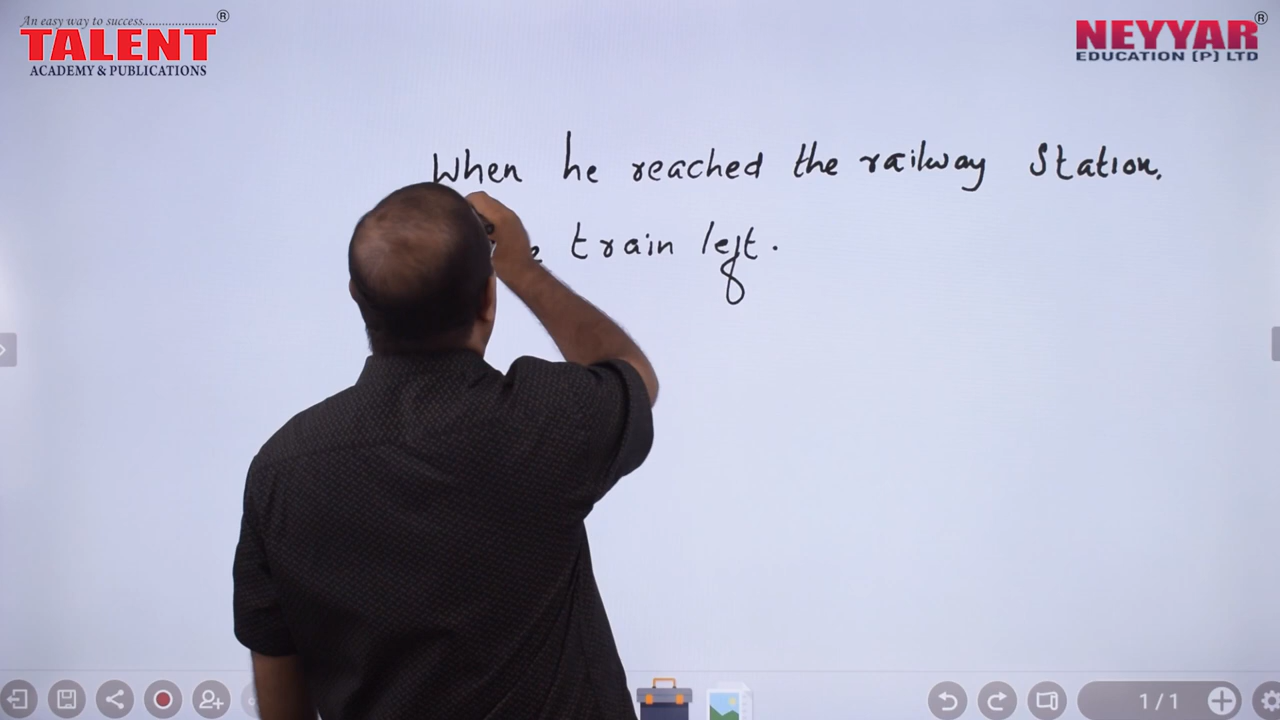 An easy way to success........................®
TALENT
ACADEMY & PUBLICATIONS
NEYYAR®
EDUCATION (P) LTD
When he reached the railway Station,
train left.
1/1